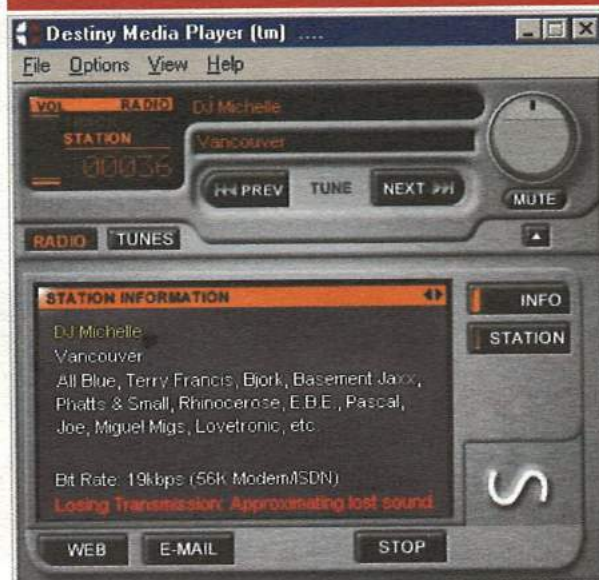 Destiny Media Player (tm) ....
File Options View Help
VOL RADIO
DJ Michelle
STATION
Vancouver
00036
PREV TUNE NEXT
MUTE
RADIO TUNES
STATION INFORMATION
INFO
STATION
DJ Michelle
Vancouver
All Blue, Terry Francis, Bjork, Basement Jaxx,
Phatts & Small, Rhinocerose, E.B.E., Pascal,
Joe, Miguel Migs, Lovetronic, etc
Bit Rate: 19kbps (56K Modem/ISDN)
Losing Transmission: Approximating lost sound.
WEB E-MAIL STOP